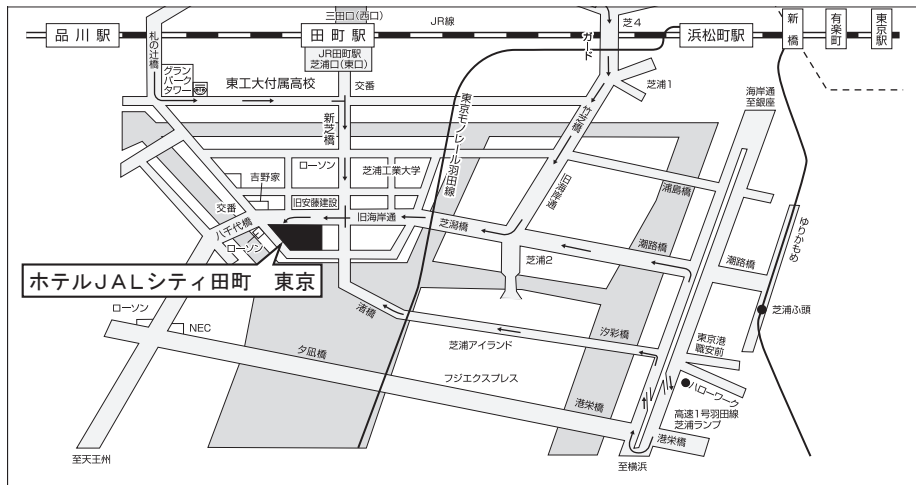 三田口(西口)
品川駅
田町駅
JR線
芝4
浜松町駅
新橋
有楽町
東京駅
JR田町駅
芝浦口(東口)
ガード
札の辻橋
グラン
パーク
タワー
東工大付属高校
交番
芝浦1
海岸通
至銀座
新芝橋
東京モノレール羽田線
竹芝橋
ローソン
芝浦工業大学
吉野家
旧海岸通
浦島橋
交番
旧安藤建設
旧海岸通
芝潟橋
ゆりかもめ
八千代橋
ローソン
芝浦2
潮路橋
潮路橋
ホテルJALシティ田町 東京
ローソン
NEC
渚橋
汐彩橋
芝浦ふ頭
芝浦アイランド
東京港
職安前
夕凪橋
フジエクスプレス
ハローワーク
港栄橋
高速1号羽田線
芝浦ランプ
港栄橋
至天王州
至横浜